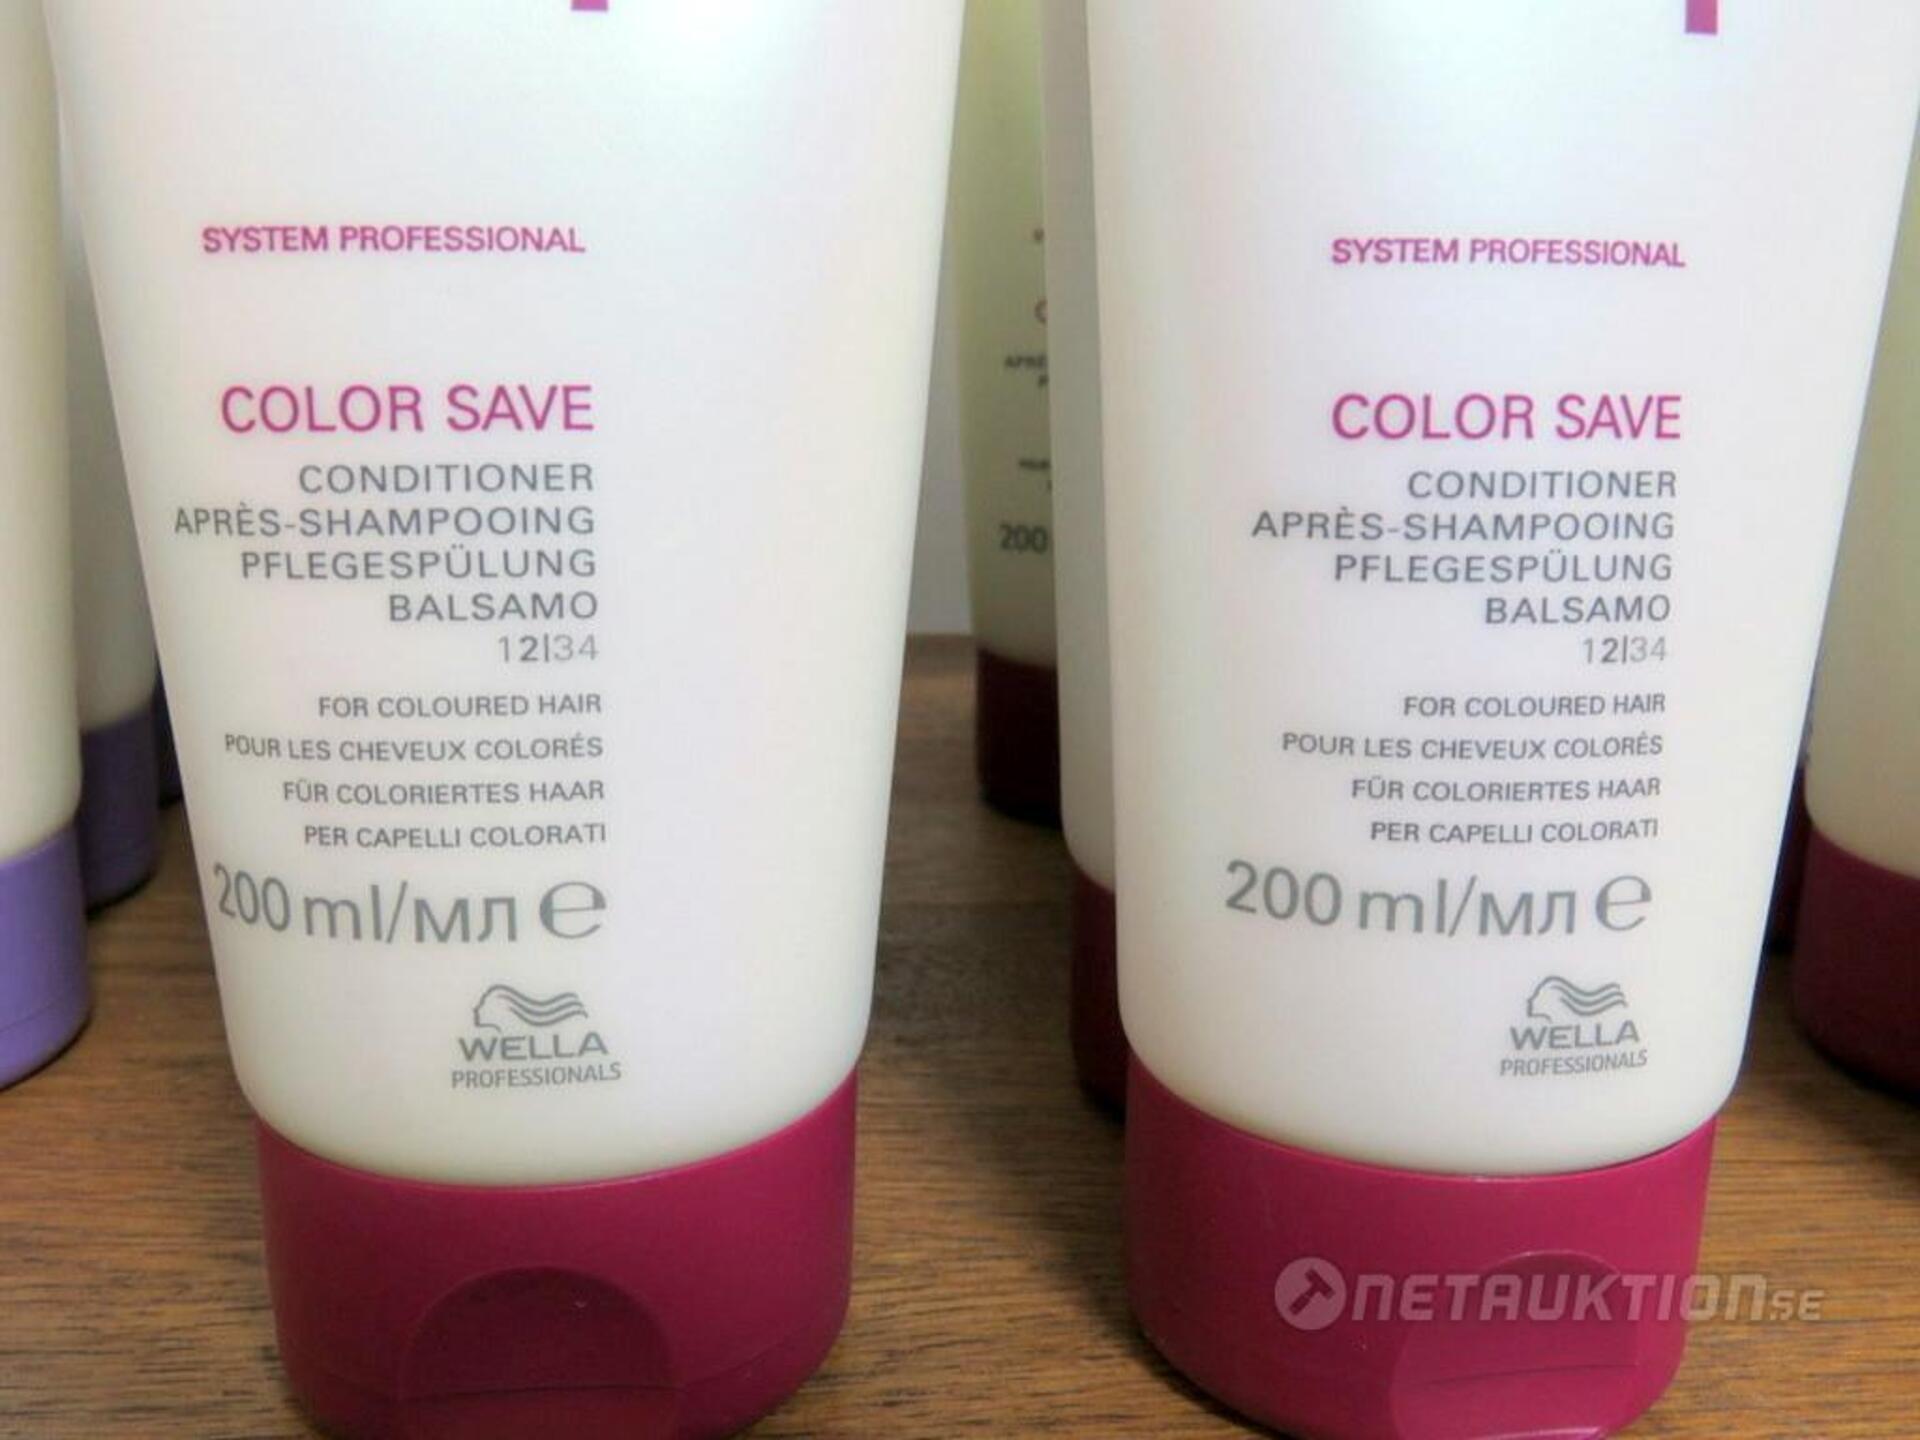 SYSTEM PROFESSIONAL
COLOR SAVE
CONDITIONER
APRÈS-SHAMPOOING
PFLEGESPÜLUNG
BALSAMO
12|34
FOR COLOURED HAIR
POUR LES CHEVEUX COLORÉS
FÜR COLORIERTES HAAR
PER CAPELLI COLORATI
200 ml/мл e
WELLA
PROFESSIONALS
200
SYSTEM PROFESSIONAL
COLOR SAVE
CONDITIONER
APRÈS-SHAMPOOING
PFLEGESPÜLUNG
BALSAMO
12|34
FOR COLOURED HAIR
POUR LES CHEVEUX COLORÉS
FÜR COLORIERTES HAAR
PER CAPELLI COLORATI
200 ml/мл e
WELLA
PROFESSIONALS
NETAUKTION.SE